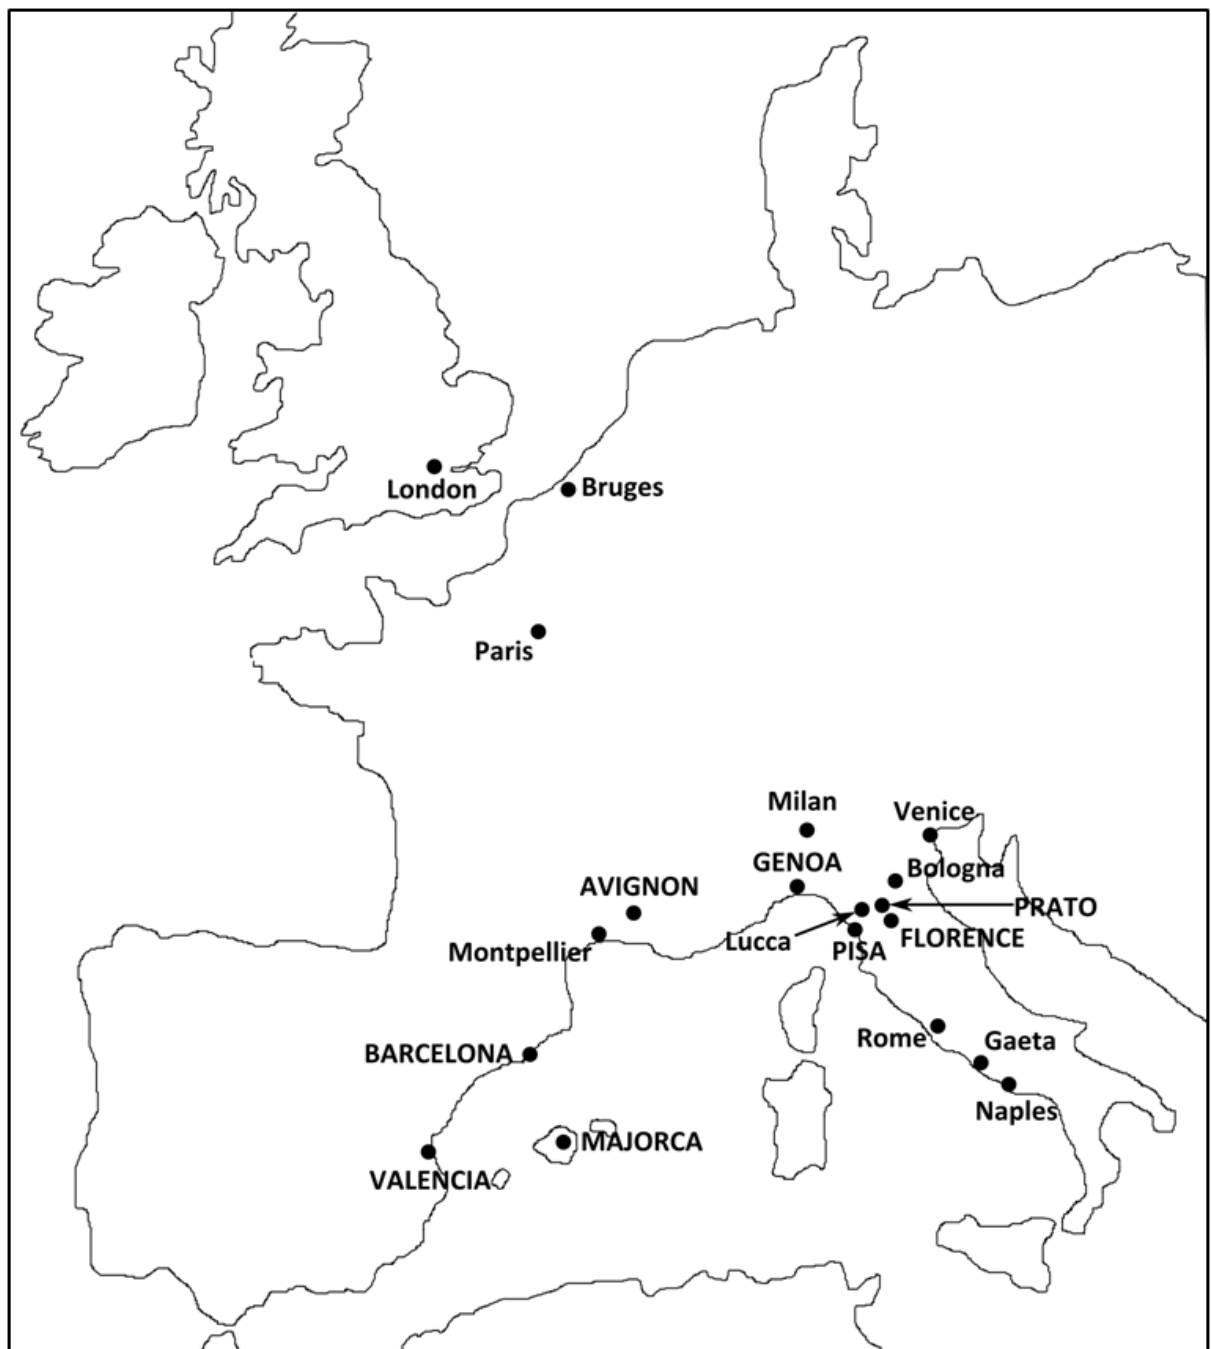 London
Bruges
Paris
Milan
Venice
GENOA
Bologna
AVIGNON
PRATO
Lucca
FLORENCE
PISA
Montpellier
Rome
Gaeta
BARCELONA
Naples
MAJORCA
VALENCIA